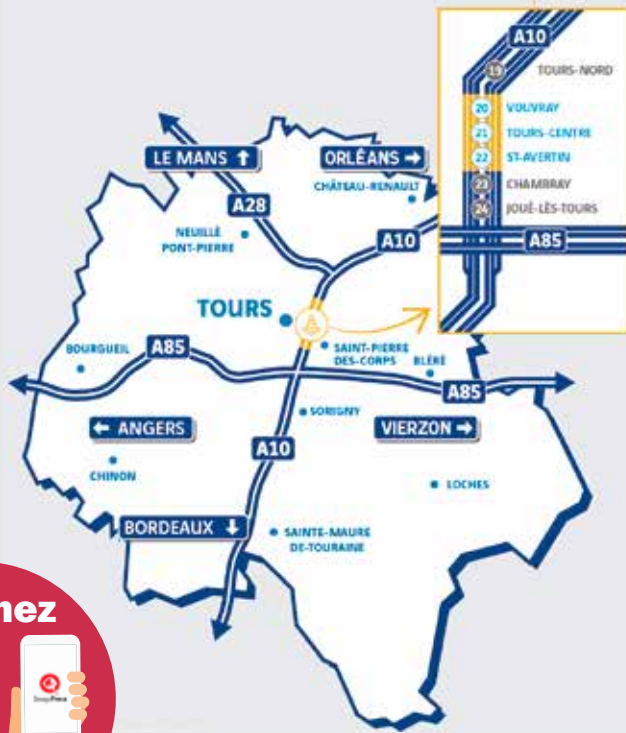 A10
19
TOURS-NORD
20
VOUVRAY
21
TOURS-CENTRE
22
ST-AVERTIN
23
CHAMBRAY
24
JOUÉ-LÈS-TOURS
A85
LE MANS ↑
ORLÉANS →
CHÂTEAU-RENAULT
A28
NEUILLÉ
PONT-PIERRE
A10
TOURS
BOURGUEIL
A85
SAINT-PIERRE
DES-CORPS
BLÉRÉ
A85
SORIGNY
← ANGERS
VIERZON →
A10
CHINON
LOCHES
BORDEAUX ↓
SAINTE-MAURE
DE-TOURAINE
nez
SnapPress